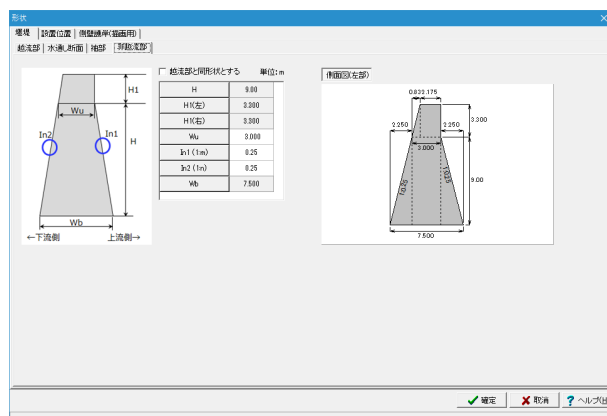 形状
堰堤 設置位置 側壁護岸(描画用)
越流部 水通し断面 袖部 非越流部
越流部と同形状とする 単位:m
H 9.00
H1(左) 3.300
H1(右) 3.300
Wu 3.000
In1 (1:m) 0.25
In2 (1:n) 0.25
Wb 7.500
H1
Wu
In2
In1
H
Wb
←下流側 上流側→
側面図(左部)
2.250
2.250
3.300
3.000
9.00
7.500
確定 取消 ヘルプ(H